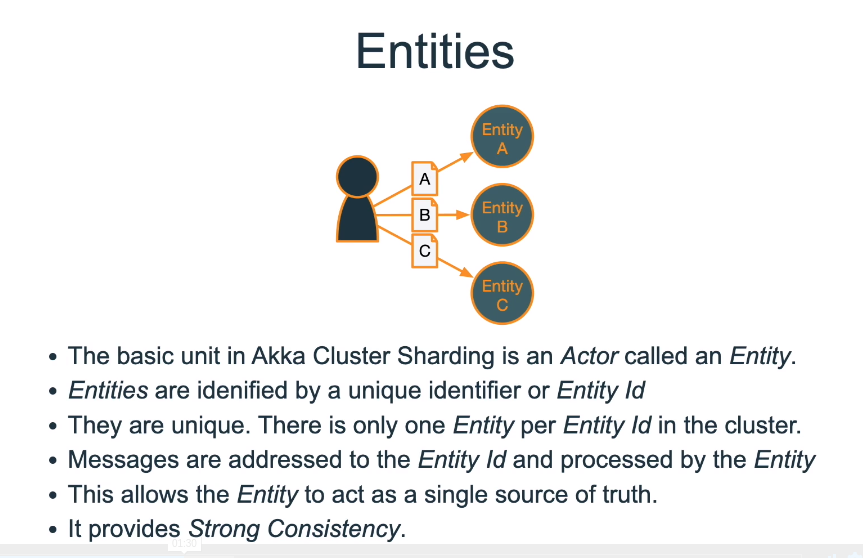 Entities
Entity
A
A
Entity
B
B
Entity
C
C
• The basic unit in Akka Cluster Sharding is an Actor called an Entity.
• Entities are idenified by a unique identifier or Entity Id
• They are unique. There is only one Entity per Entity Id in the cluster.
• Messages are addressed to the Entity Id and processed by the Entity
• This allows the Entity to act as a single source of truth.
• It provides Strong Consistency.